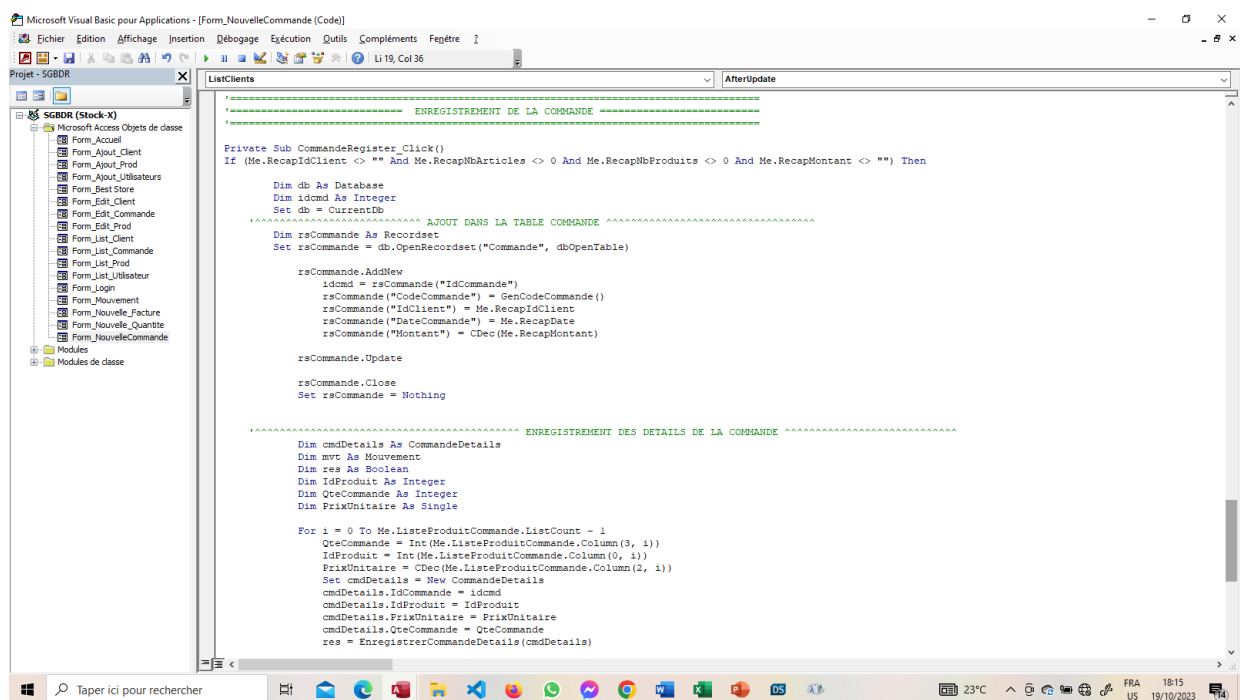 Microsoft Visual Basic pour Applications - [Form_NouvelleCommande (Code)]
Fichier Edition Affichage Insertion Débogage Exécution Outils Compléments Fenêtre ?
Li 19, Col 36
Projet - SGBDR
SGBDR (Stock-X)
Microsoft Access Objets de classe
Form_Accueil
Form_Ajout_Client
Form_Ajout_Prod
Form_Ajout_Utilisateurs
Form_Best Store
Form_Edit_Client
Form_Edit_Commande
Form_Edit_Prod
Form_List_Client
Form_List_Commande
Form_List_Prod
Form_List_Utilisateur
Form_Login
Form_Mouvement
Form_Nouvelle_Facture
Form_Nouvelle_Quantite
Form_NouvelleCommande
Modules
Modules de classe
ListClients
AfterUpdate
'======================================================================================
'============================ ENREGISTREMENT DE LA COMMANDE ==========================
'======================================================================================
Private Sub CommandeRegister_Click()
If (Me.RecapIdClient <> "" And Me.RecapNbArticles <> 0 And Me.RecapNbProduits <> 0 And Me.RecapMontant <> "") Then
Dim db As Database
Dim idcmd As Integer
Set db = CurrentDb
'^^^^^^^^^^^^^^^^^^^^^^^^^^^ AJOUT DANS LA TABLE COMMANDE ^^^^^^^^^^^^^^^^^^^^^^^^^^^^^^^^^^
Dim rsCommande As Recordset
Set rsCommande = db.OpenRecordset("Commande", dbOpenTable)
rsCommande.AddNew
idcmd = rsCommande("IdCommande")
rsCommande("CodeCommande") = GenCodeCommande()
rsCommande("IdClient") = Me.RecapIdClient
rsCommande("DateCommande") = Me.RecapDate
rsCommande("Montant") = CDec(Me.RecapMontant)
rsCommande.Update
rsCommande.Close
Set rsCommande = Nothing
'^^^^^^^^^^^^^^^^^^^^^^^^^^^^^^^^^^^^^^^^^^^ ENREGISTREMENT DES DETAILS DE LA COMMANDE ^^^^^^^^^^^^^^^^^^^^^^^^^^^^
Dim cmdDetails As CommandeDetails
Dim mvt As Mouvement
Dim res As Boolean
Dim IdProduit As Integer
Dim QteCommande As Integer
Dim PrixUnitaire As Single
For i = 0 To Me.ListeProduitCommande.ListCount - 1
QteCommande = Int(Me.ListeProduitCommande.Column(3, i))
IdProduit = Int(Me.ListeProduitCommande.Column(0, i))
PrixUnitaire = CDec(Me.ListeProduitCommande.Column(2, i))
Set cmdDetails = New CommandeDetails
cmdDetails.IdCommande = idcmd
cmdDetails.IdProduit = IdProduit
cmdDetails.PrixUnitaire = PrixUnitaire
cmdDetails.QteCommande = QteCommande
res = EnregistrerCommandeDetails(cmdDetails)
Taper ici pour rechercher
23°C
FRA
US
18:15
19/10/2023